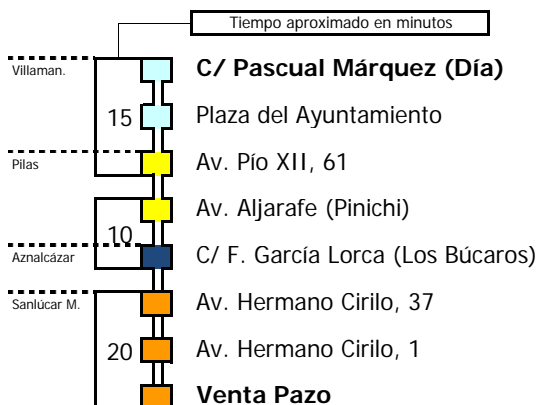 Tiempo aproximado en minutos
Villaman.
C/ Pascual Márquez (Día)
15
Plaza del Ayuntamiento
Pilas
Av. Pío XII, 61
Av. Aljarafe (Pinichi)
10
Aznalcázar
C/ F. García Lorca (Los Búcaros)
Sanlúcar M.
Av. Hermano Cirilo, 37
20
Av. Hermano Cirilo, 1
Venta Pazo